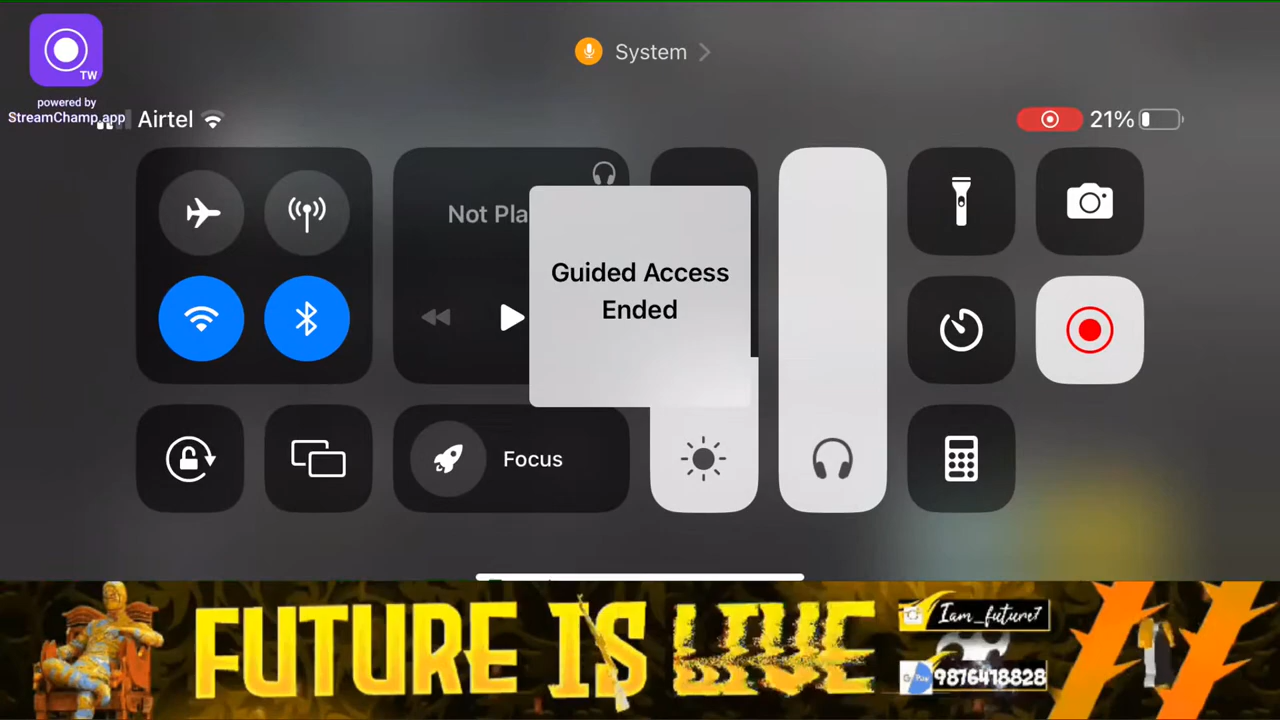 System
TW
powered by
StreamChamp.app
Airtel
21%
Not Pla
Guided Access
Ended
Focus
FUTURE IS LIVE
Iam_future7
G Pay
9876418828